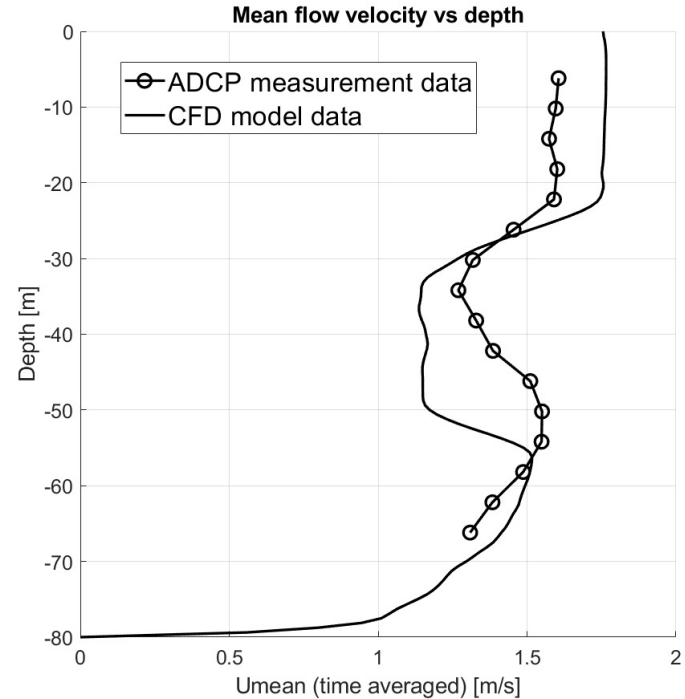 Mean flow velocity vs depth
ADCP measurement data
CFD model data
Depth [m]
0
-10
-20
-30
-40
-50
-60
-70
-80
0 0.5 1 1.5 2
Umean (time averaged) [m/s]